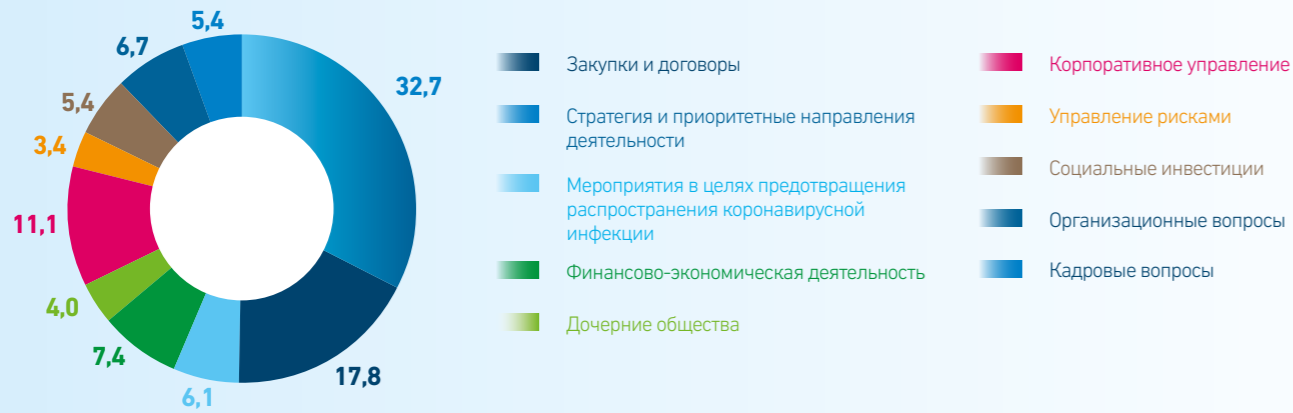 5,4
6,7
32,7
5,4
3,4
11,1
4,0
7,4
6,1
17,8
Закупки и договоры
Стратегия и приоритетные направления
деятельности
Мероприятия в целях предотвращения
распространения коронавирусной
инфекции
Финансово-экономическая деятельность
Дочерние общества
Корпоративное управление
Управление рисками
Социальные инвестиции
Организационные вопросы
Кадровые вопросы